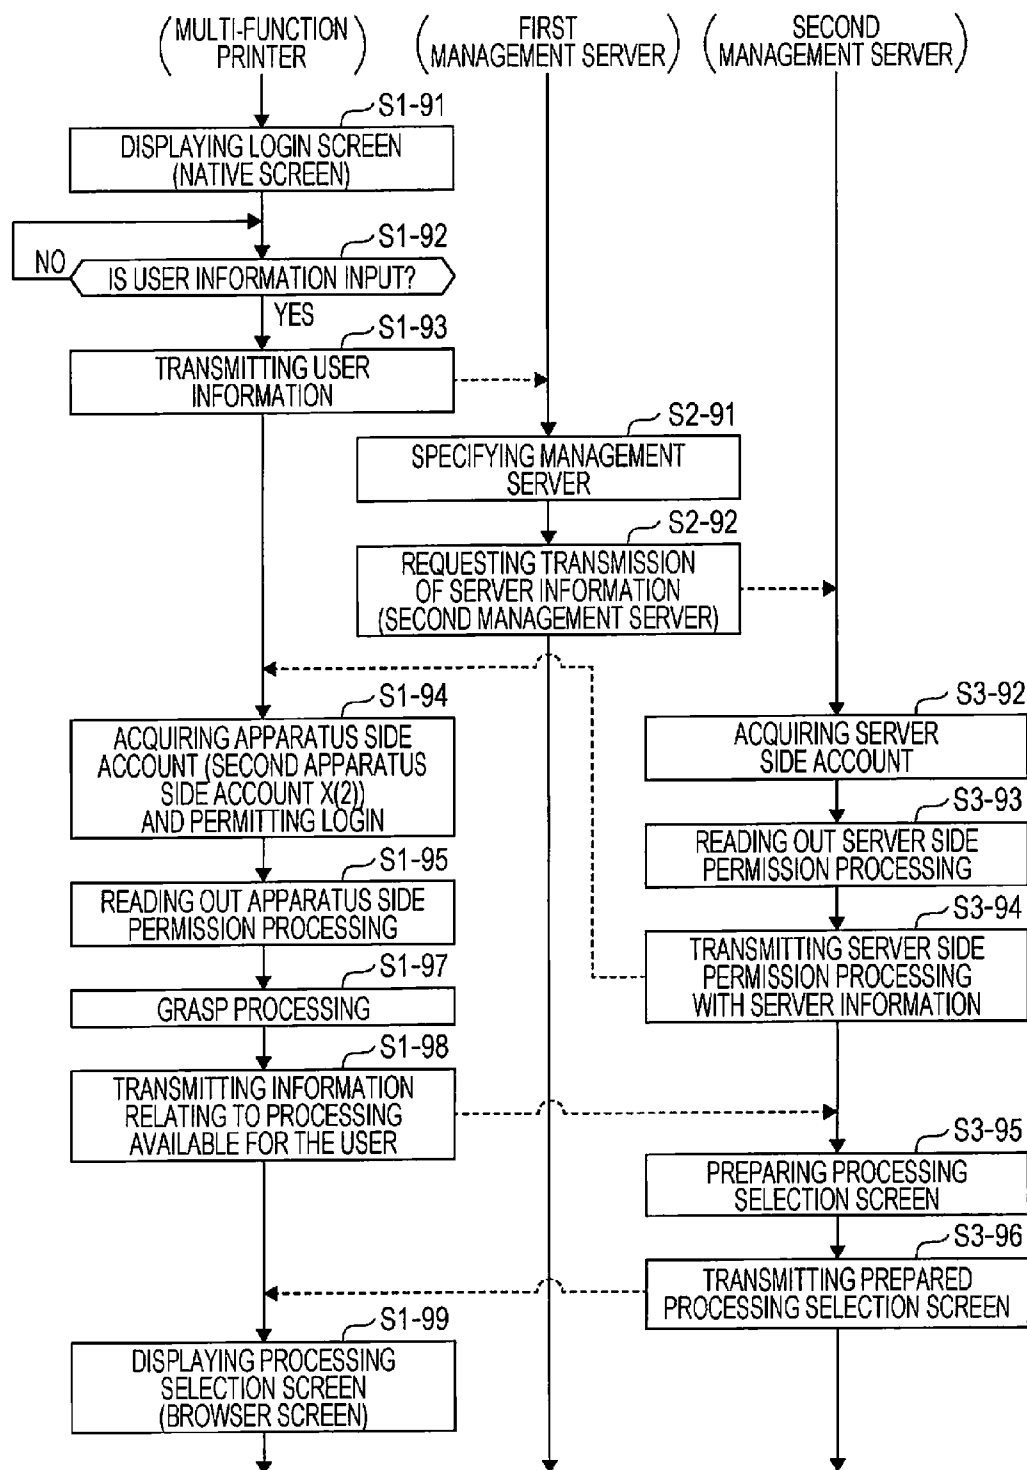 (MULTI-FUNCTION
PRINTER)
(FIRST
MANAGEMENT SERVER)
(SECOND
MANAGEMENT SERVER)
S1-91
DISPLAYING LOGIN SCREEN
(NATIVE SCREEN)
S1-92
NO
IS USER INFORMATION INPUT?
YES
S1-93
TRANSMITTING USER
INFORMATION
S2-91
SPECIFYING MANAGEMENT
SERVER
S2-92
REQUESTING TRANSMISSION
OF SERVER INFORMATION
(SECOND MANAGEMENT SERVER)
S1-94
ACQUIRING APPARATUS SIDE
ACCOUNT (SECOND APPARATUS
SIDE ACCOUNT X(2))
AND PERMITTING LOGIN
S3-92
ACQUIRING SERVER
SIDE ACCOUNT
S3-93
READING OUT SERVER SIDE
PERMISSION PROCESSING
S1-95
READING OUT APPARATUS SIDE
PERMISSION PROCESSING
S3-94
TRANSMITTING SERVER SIDE
PERMISSION PROCESSING
WITH SERVER INFORMATION
S1-97
GRASP PROCESSING
S1-98
TRANSMITTING INFORMATION
RELATING TO PROCESSING
AVAILABLE FOR THE USER
S3-95
PREPARING PROCESSING
SELECTION SCREEN
S3-96
TRANSMITTING PREPARED
PROCESSING SELECTION SCREEN
S1-99
DISPLAYING PROCESSING
SELECTION SCREEN
(BROWSER SCREEN)